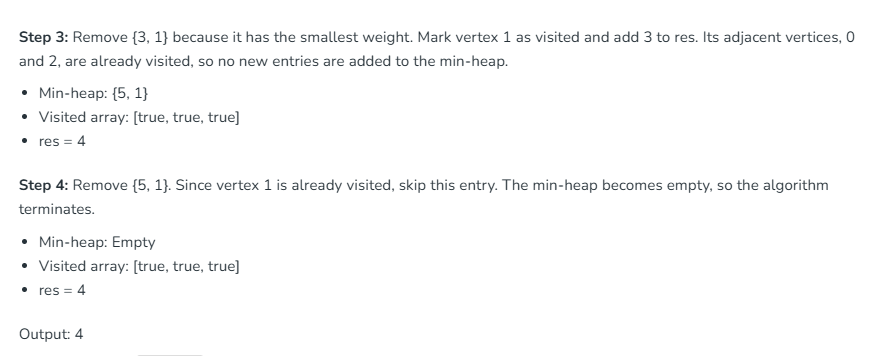 Step 3: Remove {3, 1} because it has the smallest weight. Mark vertex 1 as visited and add 3 to res. Its adjacent vertices, 0
and 2, are already visited, so no new entries are added to the min-heap.
• Min-heap: {5, 1}
• Visited array: [true, true, true]
• res = 4
Step 4: Remove {5, 1}. Since vertex 1 is already visited, skip this entry. The min-heap becomes empty, so the algorithm
terminates.
• Min-heap: Empty
• Visited array: [true, true, true]
• res = 4
Output: 4